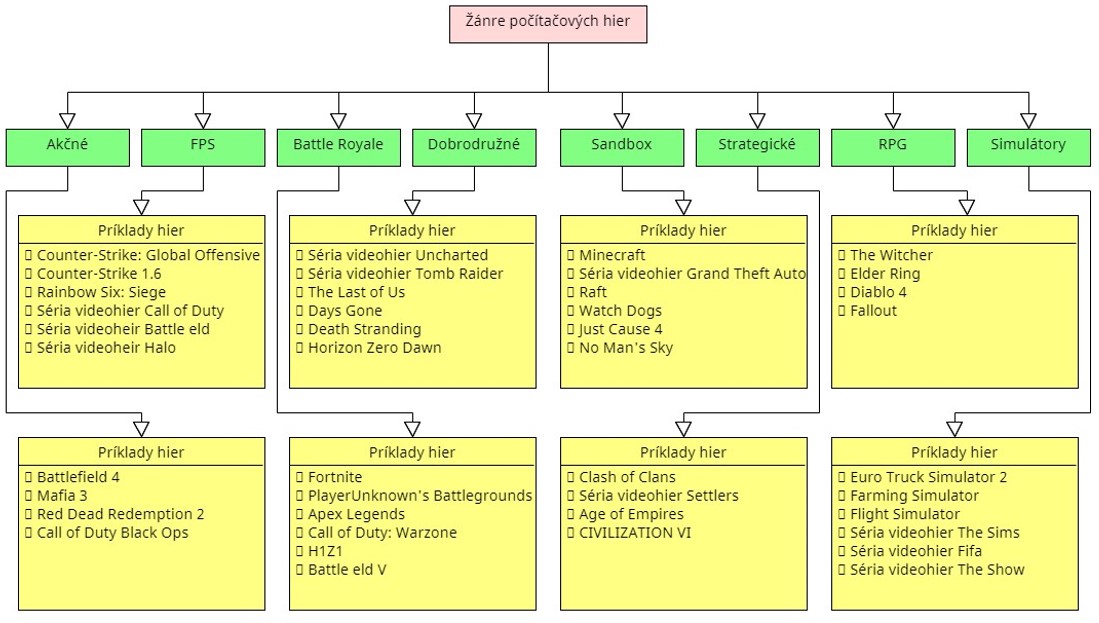 Žánre počítačových hier
Akčné
FPS
Battle Royale
Dobrodružné
Sandbox
Strategické
RPG
Simulátory
Príklady hier
Counter-Strike: Global Offensive
Counter-Strike 1.6
Rainbow Six: Siege
Séria videohier Call of Duty
Séria videoheir Battle eld
Séria videoheir Halo
Príklady hier
Séria videohier Uncharted
Séria videohier Tomb Raider
The Last of Us
Days Gone
Death Stranding
Horizon Zero Dawn
Príklady hier
Minecraft
Séria videohier Grand Theft Auto
Raft
Watch Dogs
Just Cause 4
No Man's Sky
Príklady hier
The Witcher
Elder Ring
Diablo 4
Fallout
Príklady hier
Battlefield 4
Mafia 3
Red Dead Redemption 2
Call of Duty Black Ops
Príklady hier
Fortnite
PlayerUnknown's Battlegrounds
Apex Legends
Call of Duty: Warzone
H1Z1
Battle eld V
Príklady hier
Clash of Clans
Séria videohier Settlers
Age of Empires
CIVILIZATION VI
Príklady hier
Euro Truck Simulator 2
Farming Simulator
Flight Simulator
Séria videohier The Sims
Séria videohier Fifa
Séria videohier The Show